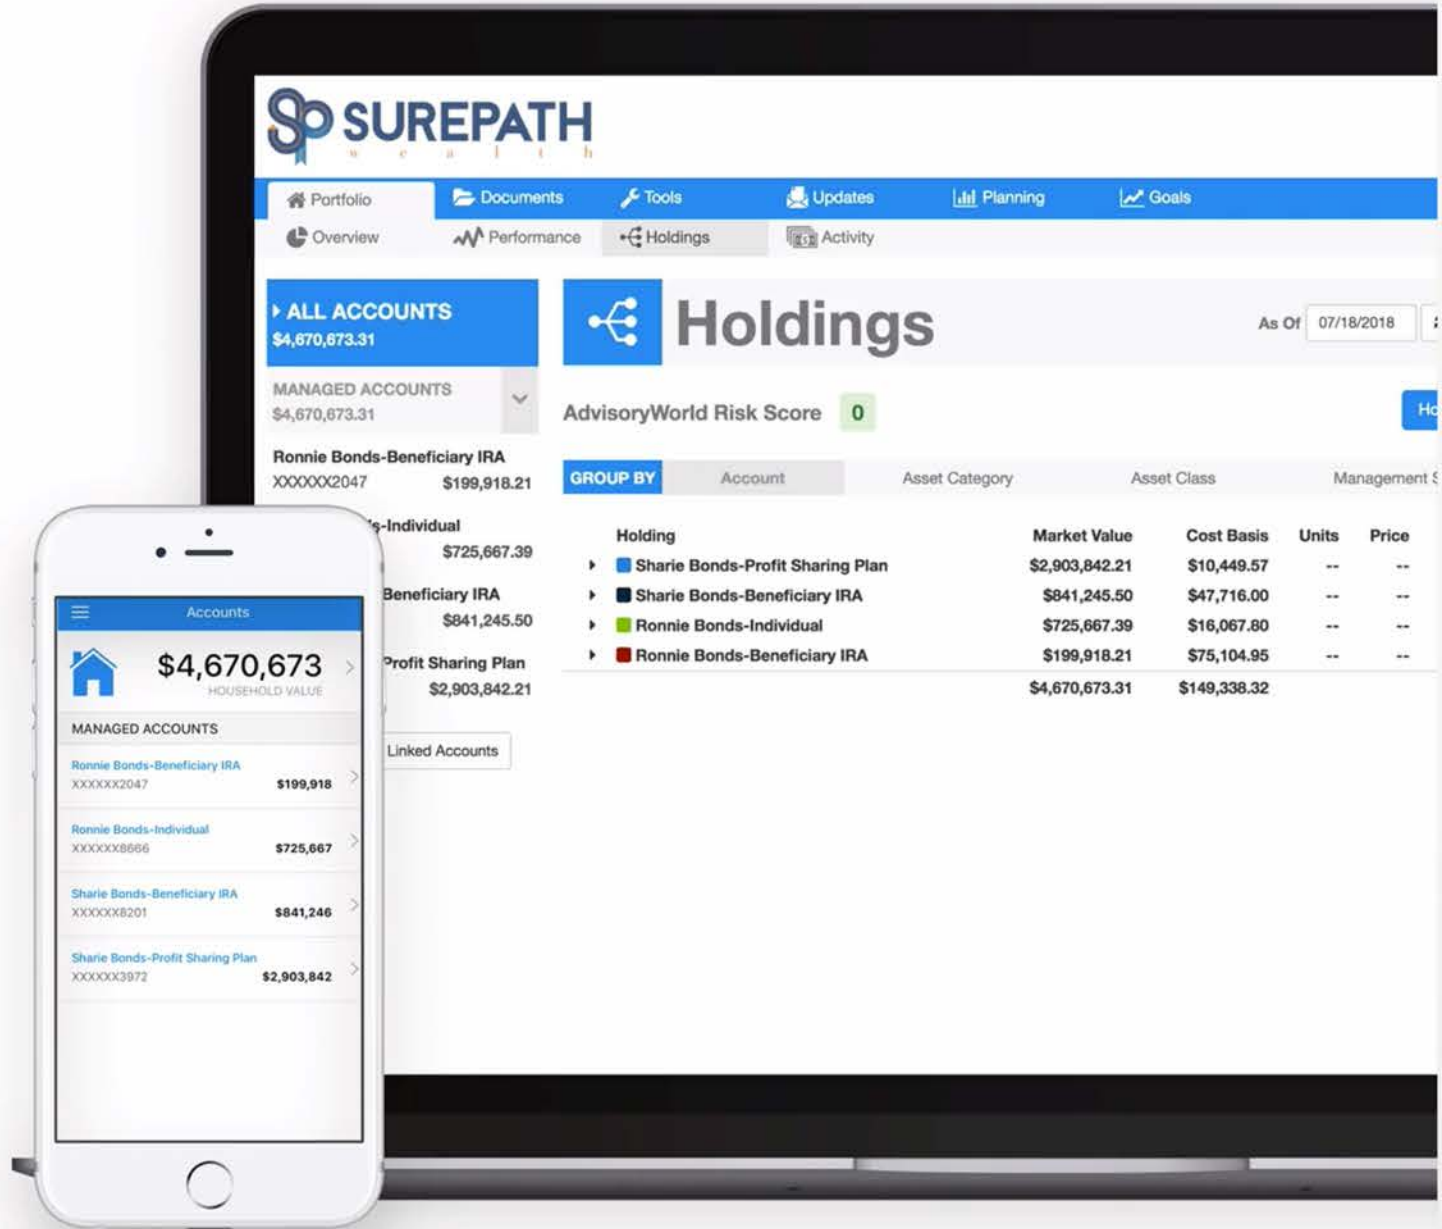 SP SUREPATH
wealth
Portfolio Documents Tools Updates Planning Goals
Overview Performance Holdings Activity
ALL ACCOUNTS
$4,670,673.31
MANAGED ACCOUNTS
$4,670,673.31
Ronnie Bonds-Beneficiary IRA
XXXXXX2047 $199,918.21
s-Individual
$725,667.39
Beneficiary IRA
$841,245.50
Profit Sharing Plan
$2,903,842.21
Linked Accounts
Holdings
As Of 07/18/2018
AdvisoryWorld Risk Score 0
Ho
GROUP BY Account Asset Category Asset Class Management S
Holding Market Value Cost Basis Units Price
Sharie Bonds-Profit Sharing Plan $2,903,842.21 $10,449.57 -- --
Sharie Bonds-Beneficiary IRA $841,245.50 $47,716.00 -- --
Ronnie Bonds-Individual $725,667.39 $16,067.80 -- --
Ronnie Bonds-Beneficiary IRA $199,918.21 $75,104.95 -- --
$4,670,673.31 $149,338.32
Accounts
$4,670,673
HOUSEHOLD VALUE
MANAGED ACCOUNTS
Ronnie Bonds-Beneficiary IRA
XXXXXX2047 $199,918
Ronnie Bonds-Individual
XXXXXX8666 $725,667
Sharie Bonds-Beneficiary IRA
XXXXXX8201 $841,246
Sharie Bonds-Profit Sharing Plan
XXXXXX3972 $2,903,842